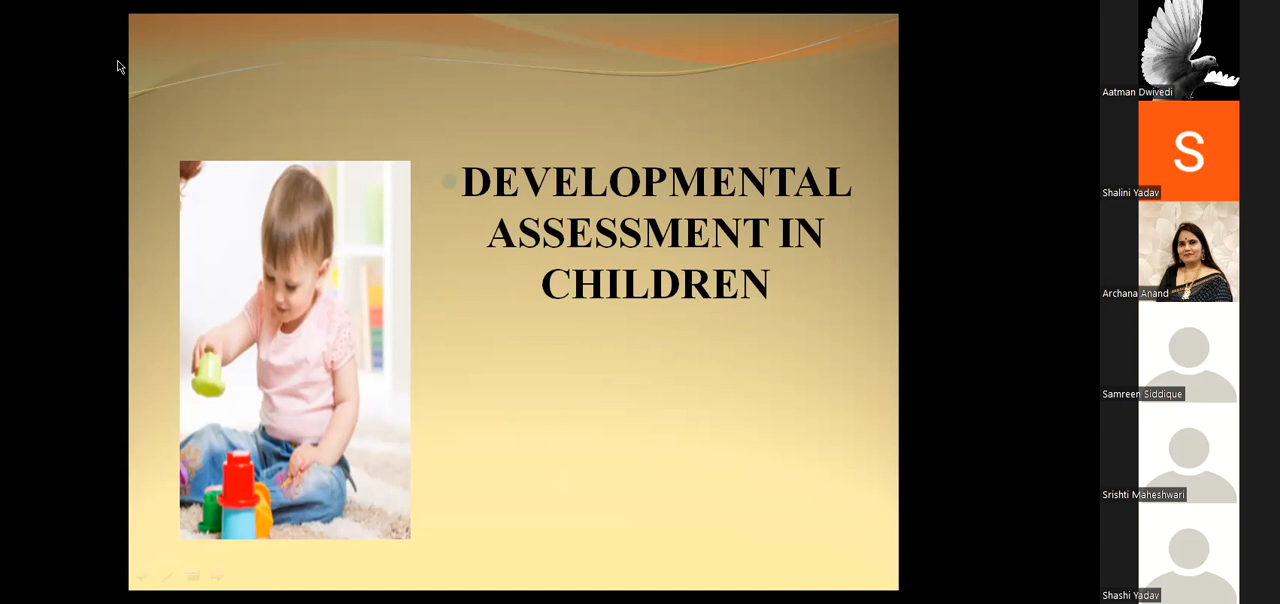 DEVELOPMENTAL
ASSESSMENT IN
CHILDREN
Aatman Dwivedi
S
Shalini Yadav
Archana Anand
Samreen Siddique
Srishti Maheshwari
Shashi Yadav